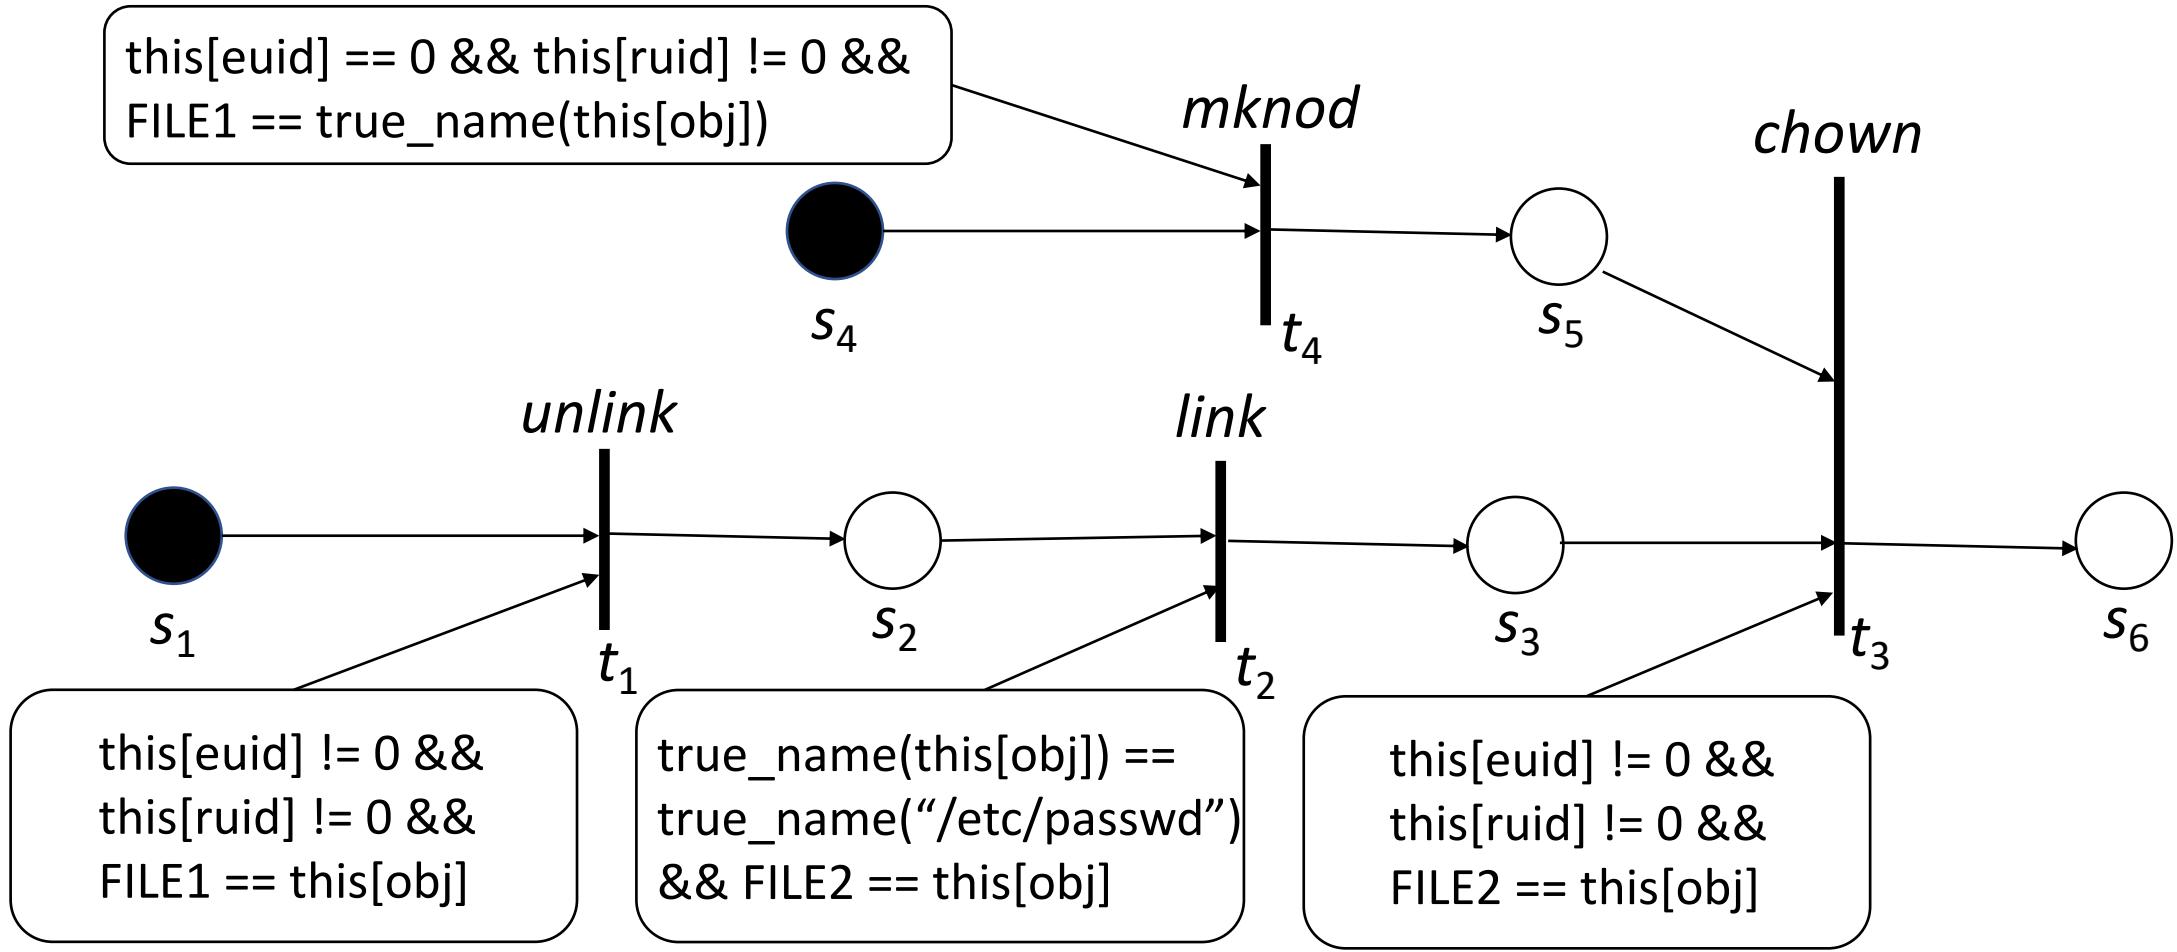 this[euid] == 0 && this[ruid] != 0 &&
FILE1 == true_name(this[obj])
mknod
chown
s4
t4
s5
unlink
link
s1
t1
s2
t2
s3
t3
s6
this[euid] != 0 &&
this[ruid] != 0 &&
FILE1 == this[obj]
true_name(this[obj]) ==
true_name(“/etc/passwd”)
&& FILE2 == this[obj]
this[euid] != 0 &&
this[ruid] != 0 &&
FILE2 == this[obj]